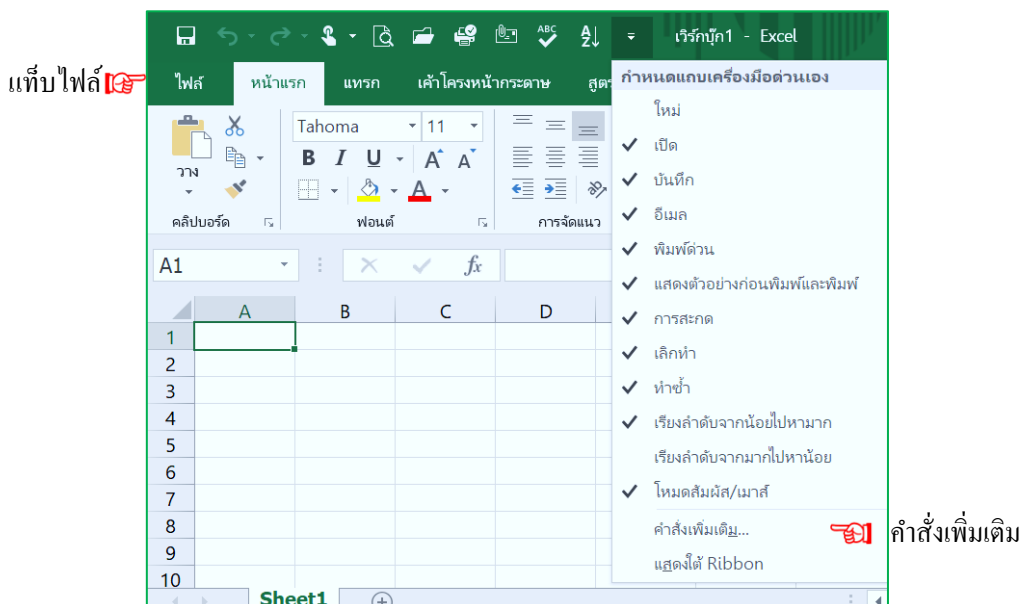 เวิร์กบุ๊ก1 - Excel
แท็บไฟล์
ไฟล์ หน้าแรก แทรก เค้าโครงหน้ากระดาษ สูตร
กำหนดแถบเครื่องมือด่วนเอง
ใหม่
เปิด
บันทึก
อีเมล
พิมพ์ด่วน
แสดงตัวอย่างก่อนพิมพ์และพิมพ์
การสะกด
เลิกทำ
ทำซ้ำ
เรียงลำดับจากน้อยไปหามาก
เรียงลำดับจากมากไปหาน้อย
โหมดสัมผัส/เมาส์
คำสั่งเพิ่มเติม...
แสดงใต้ Ribbon
คำสั่งเพิ่มเติม
วาง
Tahoma 11
B I U A A
A
คลิปบอร์ด ฟอนต์ การจัดแนว
A1 fx
A B C D
1
2
3
4
5
6
7
8
9
10
Sheet1
ABC
A
Z